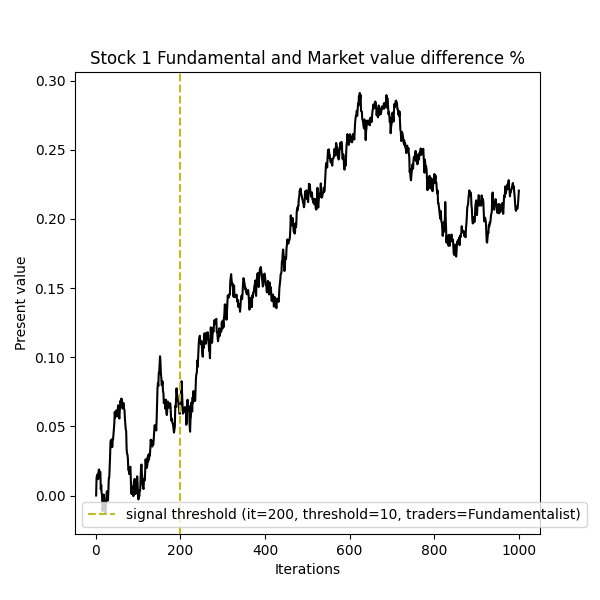 Stock 1 Fundamental and Market value difference %
0.30
0.25
0.20
0.15
0.10
0.05
0.00
Present value
signal threshold (it=200, threshold=10, traders=Fundamentalist)
0 200 400 600 800 1000
Iterations